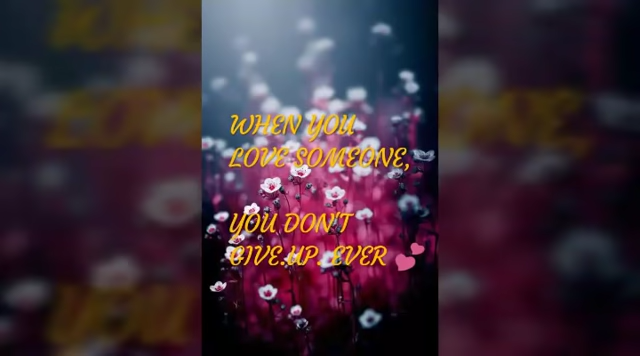 WHEN YOU
LOVE SOMEONE,
YOU DON'T
GIVE.UP. EVER